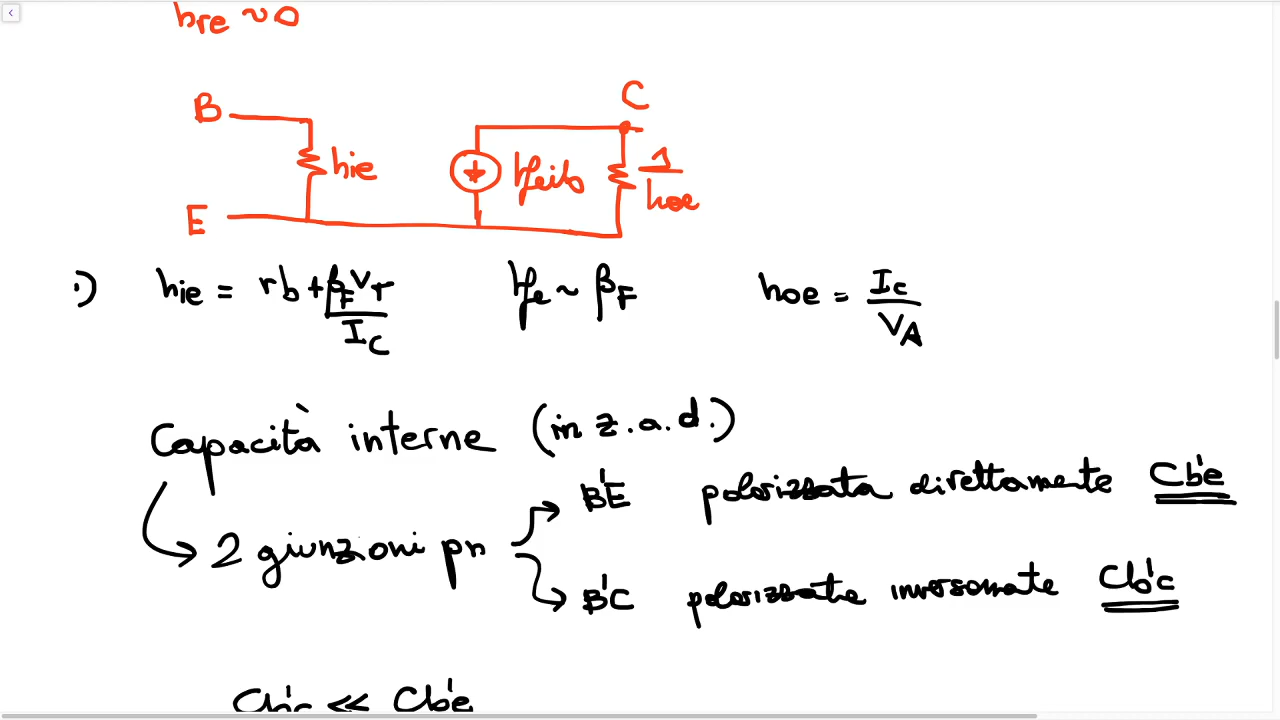 hre ~ 0
C
B
hie
hfeib
1/hoe
E
1) hie = rb + βF VT / IC    hfe ~ βF    hoe = Ic / VA
Capacità interne (in z.a.d.)
B'E polarizzata direttamente Cb'e
2 giunzioni pn
B'C polarizzata inversamente Cb'c
Cb'c << Cb'e